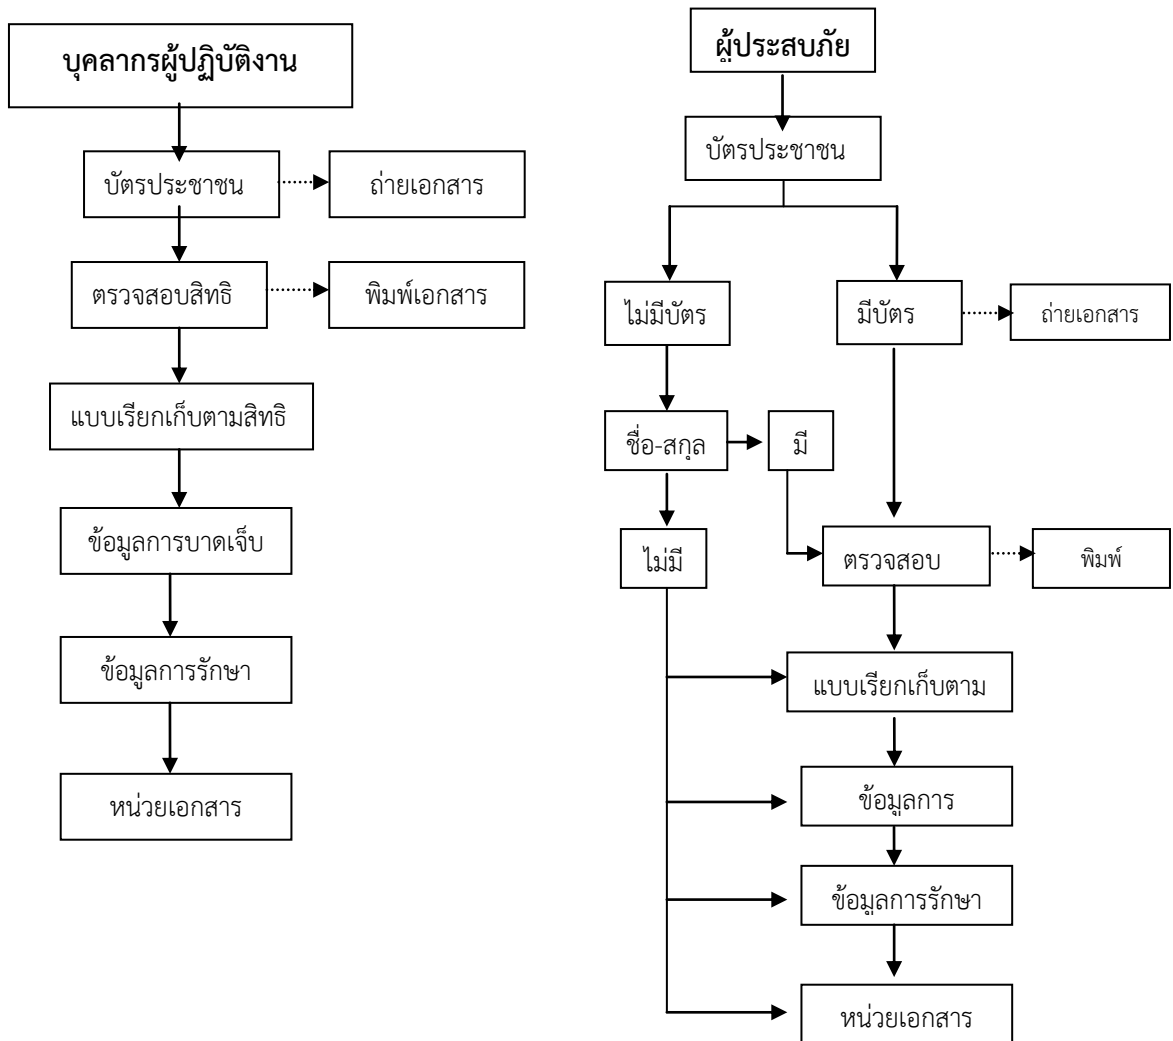 บุคลากรผู้ปฏิบัติงาน
บัตรประชาชน
ถ่ายเอกสาร
ตรวจสอบสิทธิ
พิมพ์เอกสาร
แบบเรียกเก็บตามสิทธิ
ข้อมูลการบาดเจ็บ
ข้อมูลการรักษา
หน่วยเอกสาร
ผู้ประสบภัย
บัตรประชาชน
ไม่มีบัตร
มีบัตร
ถ่ายเอกสาร
ชื่อ-สกุล
มี
ไม่มี
ตรวจสอบ
พิมพ์
แบบเรียกเก็บตาม
ข้อมูลการ
ข้อมูลการรักษา
หน่วยเอกสาร